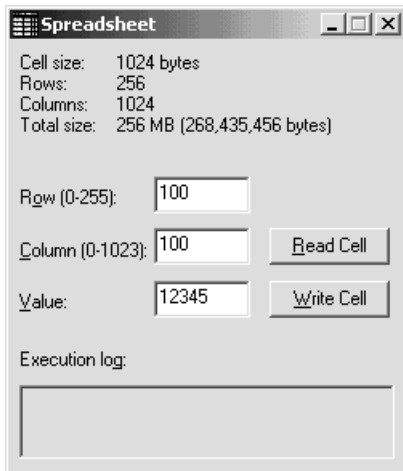 Spreadsheet
Cell size: 1024 bytes
Rows: 256
Columns: 1024
Total size: 256 MB (268,435,456 bytes)
Row (0-255): 100
Column (0-1023): 100 Read Cell
Value: 12345 Write Cell
Execution log: